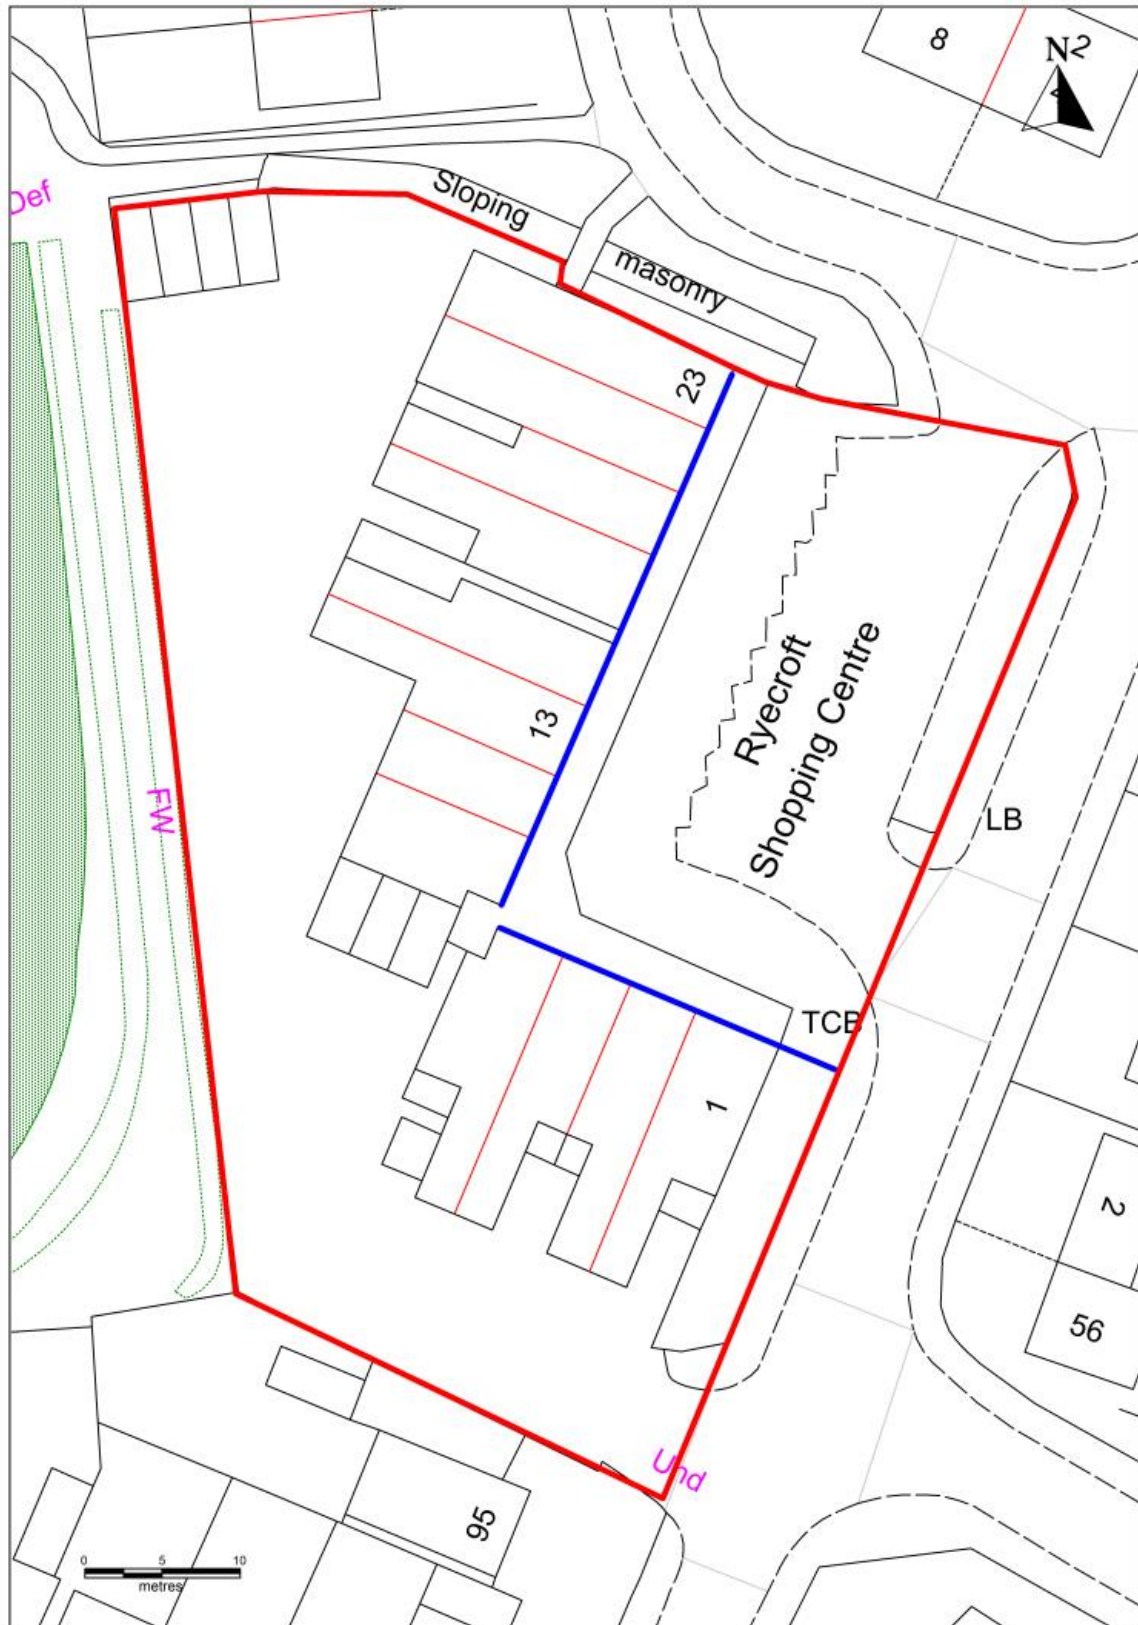 8
2
N
Def
Sloping
masonry
23
Ryecroft
Shopping Centre
13
FW
LB
TCB
1
2
56
Und
95
0 5 10
metres